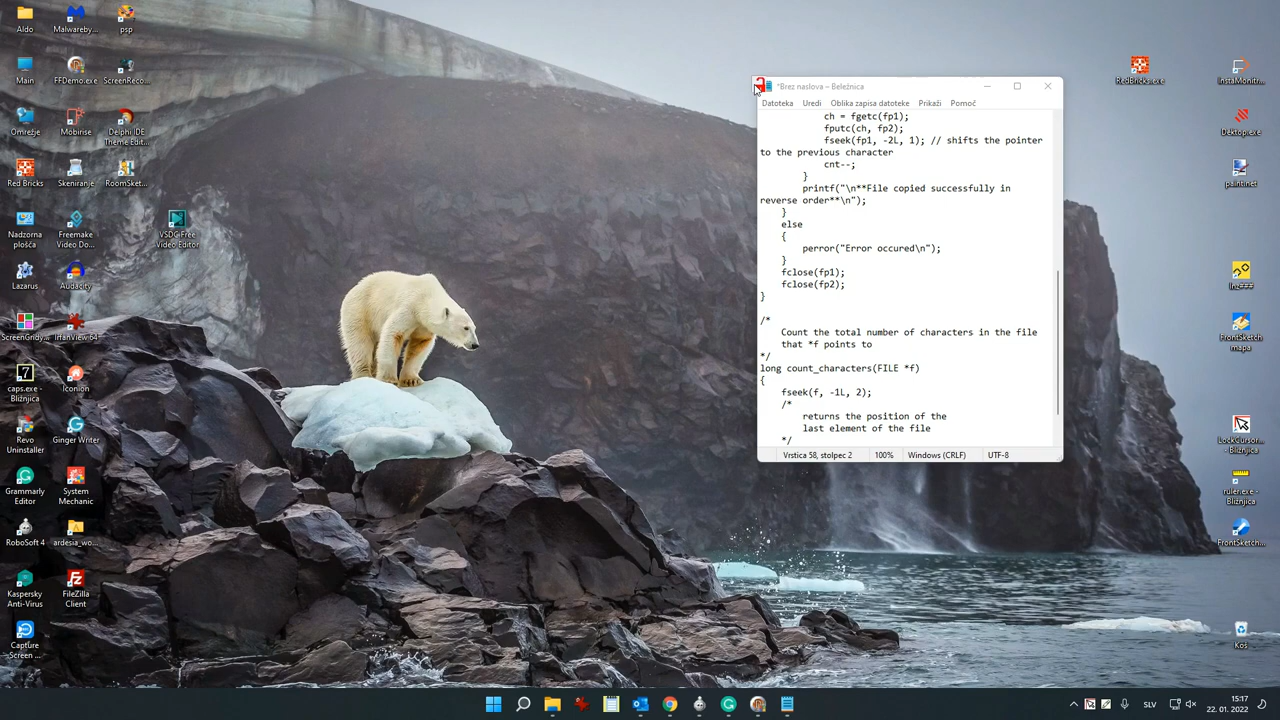 Aldo
Malwareby...
psp
Main
FFDemo.exe
ScreenReco...
Omrežje
Mobirise
Delphi IDE
Theme Edit...
Red Bricks
Skeniranje
RoomSket...
Nadzorna
plošča
Freemake
Video Do...
VSDC Free
Video Editor
Lazarus
Audacity
ScreenGridy...
IrfanView 64
caps.exe -
Bližnjica
Iconion
Revo
Uninstaller
Ginger Writer
Grammarly
Editor
System
Mechanic
RoboSoft 4
ardesia_wo...
Kaspersky
Anti-Virus
FileZilla
Client
Capture
Screen ...
*Brez naslova – Beležnica
Datoteka Uredi Oblika zapisa datoteke Prikaži Pomoč
ch = fgetc(fp1);
fputc(ch, fp2);
fseek(fp1, -2L, 1); // shifts the pointer
to the previous character
cnt--;
}
printf("\n**File copied successfully in
reverse order**\n");
}
else
{
perror("Error occured\n");
}
fclose(fp1);
fclose(fp2);
}
/*
Count the total number of characters in the file
that *f points to
*/
long count_characters(FILE *f)
{
fseek(f, -1L, 2);
/*
returns the position of the
last element of the file
*/
Vrstica 58, stolpec 2 100% Windows (CRLF) UTF-8
RedBricks.exe
InstaMonitr...
Dektop.exe
paintnet
lnz###
FrontSketch
mapa
LockCursor...
- Bližnjica
ruler.exe -
Bližnjica
FrontSketch...
Koš
SLV
15:17
22. 01. 2022